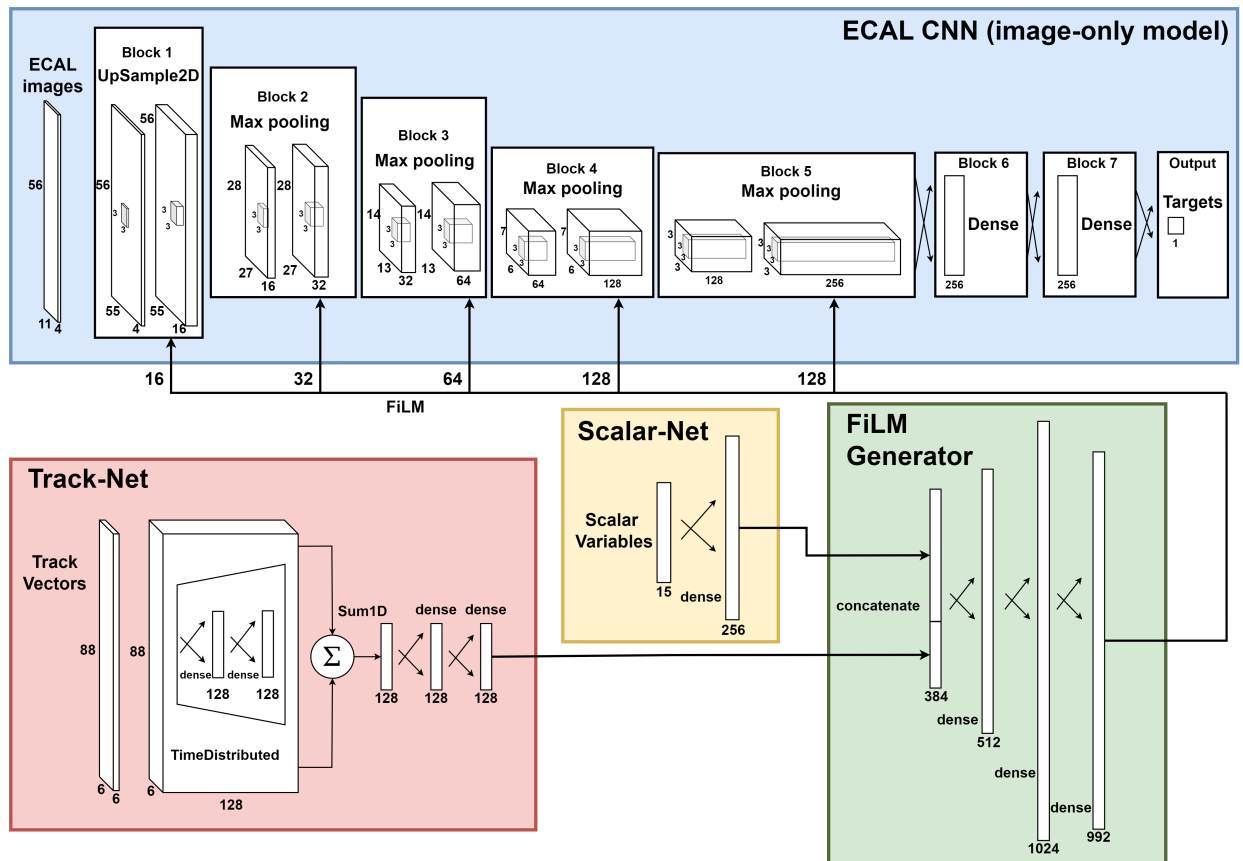 ECAL CNN (image-only model)
ECAL
images
56
11
4
Block 1
UpSample2D
56
56
3
3
3
3
55
4
55
16
Block 2
Max pooling
28
28
3
3
3
3
27
16
27
32
Block 3
Max pooling
14
14
3
3
3
3
13
32
13
64
Block 4
Max pooling
7
7
3
3
3
3
6
64
6
128
Block 5
Max pooling
3
3
3
3
3
3
3
3
128
256
Block 6
Dense
256
Block 7
Dense
256
Output
Targets
1
16
32
64
128
128
FiLM
Track-Net
Track
Vectors
88
6
6
88
6
128
dense
128
dense
128
TimeDistributed
Sum1D
Σ
128
dense
128
dense
128
Scalar-Net
Scalar
Variables
15
dense
256
FiLM
Generator
concatenate
384
dense
512
dense
1024
dense
992